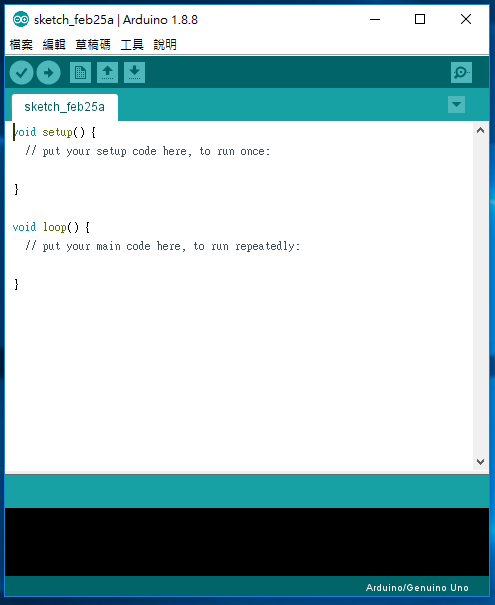 sketch_feb25a | Arduino 1.8.8
檔案 編輯 草稿碼 工具 說明
sketch_feb25a
void setup() {
// put your setup code here, to run once:
}
void loop() {
// put your main code here, to run repeatedly:
}
Arduino/Genuino Uno